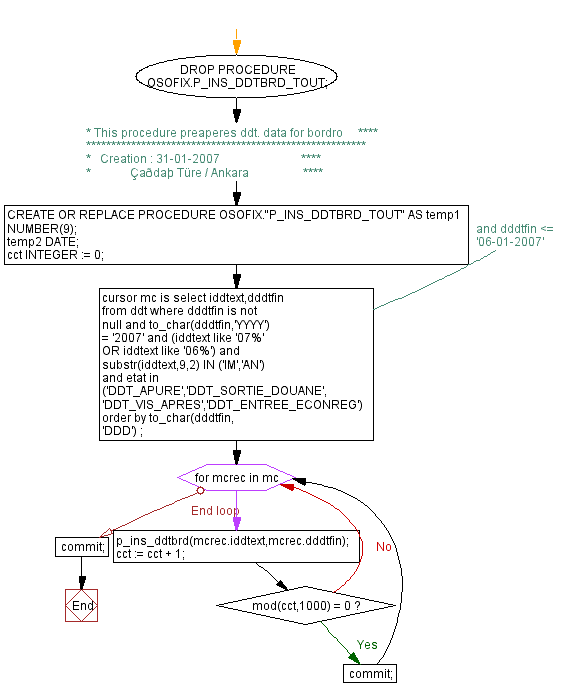 DROP PROCEDURE
OSOFIX.P_INS_DDTBRD_TOUT;
* This procedure preaperes ddt. data for bordro ****
********************************************************
* Creation : 31-01-2007 ****
* Çaðdaþ Türe / Ankara ****
CREATE OR REPLACE PROCEDURE OSOFIX."P_INS_DDTBRD_TOUT" AS temp1
NUMBER(9);
temp2 DATE;
cct INTEGER := 0;
and dddtfin <=
'06-01-2007'
cursor mc is select iddtext,dddtfin
from ddt where dddtfin is not
null and to_char(dddtfin,'YYYY')
= '2007' and (iddtext like '07%'
OR iddtext like '06%') and
substr(iddtext,9,2) IN ('IM','AN')
and etat in
('DDT_APURE','DDT_SORTIE_DOUANE',
'DDT_VIS_APRES','DDT_ENTREE_ECONREG')
order by to_char(dddtfin,
'DDD') ;
for mcrec in mc
End loop
p_ins_ddtbrd(mcrec.iddtext,mcrec.dddtfin);
cct := cct + 1;
commit;
No
End
mod(cct,1000) = 0 ?
Yes
commit;